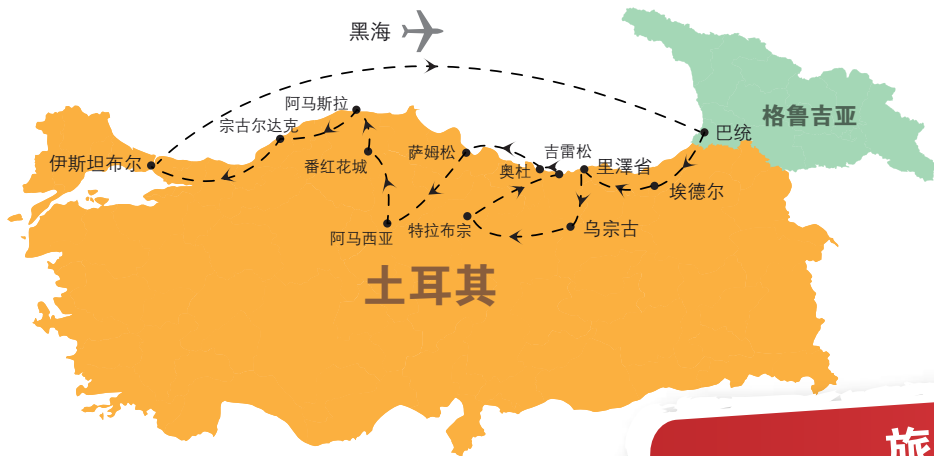 黑海
阿马斯拉
宗古尔达克
伊斯坦布尔
番红花城
萨姆松
吉雷松
奥杜
里澤省
巴统
格鲁吉亚
埃德尔
阿马西亚
特拉布宗
乌宗古
土耳其
旅